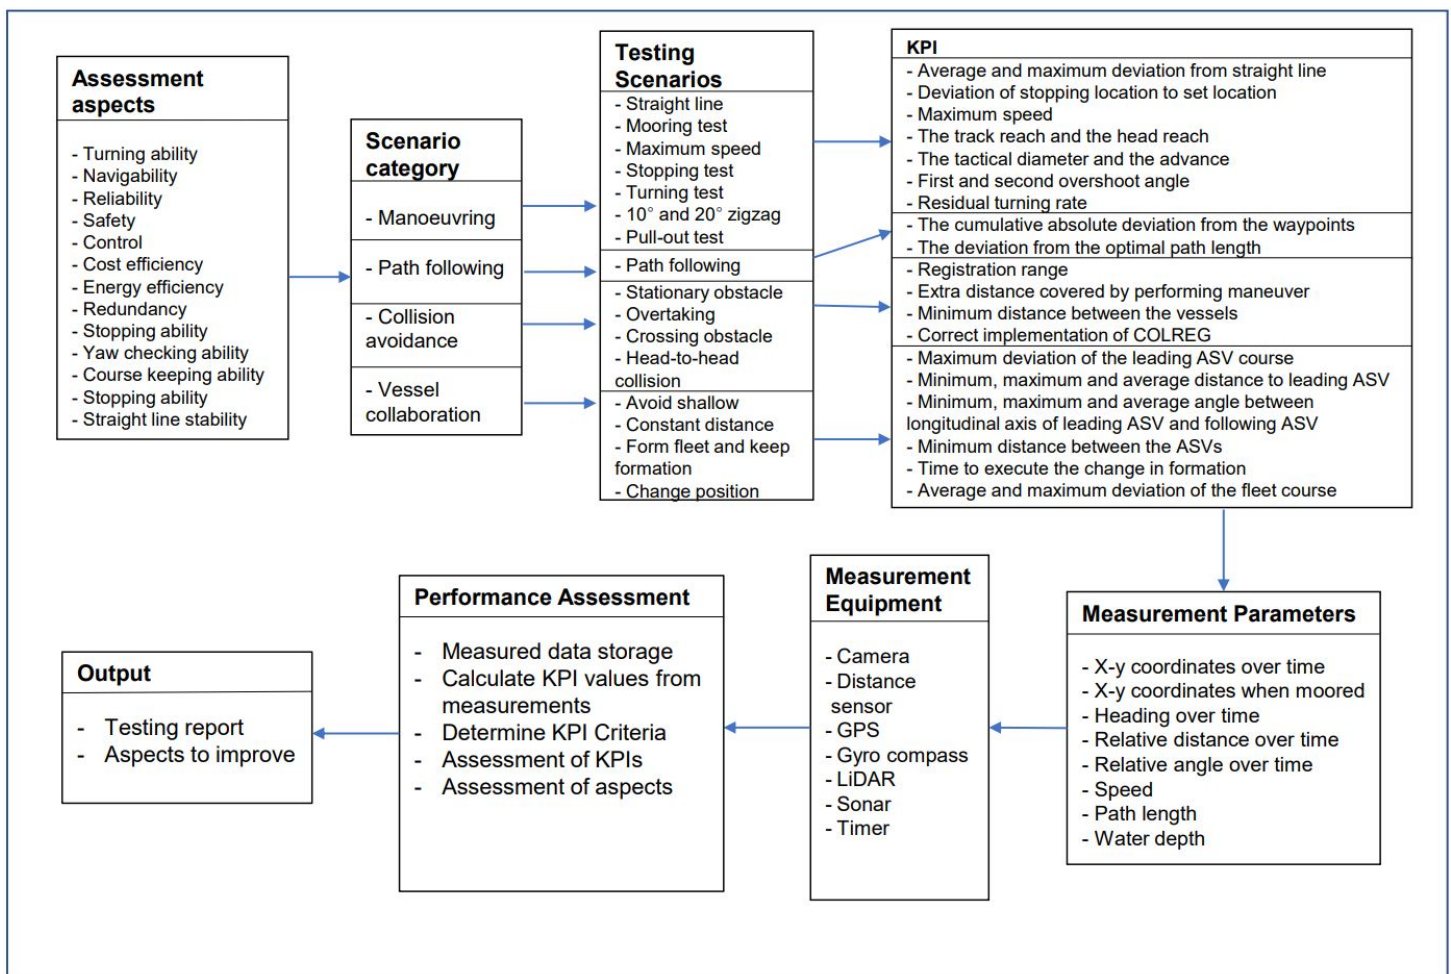 Assessment
aspects
- Turning ability
- Navigability
- Reliability
- Safety
- Control
- Cost efficiency
- Energy efficiency
- Redundancy
- Stopping ability
- Yaw checking ability
- Course keeping ability
- Stopping ability
- Straight line stability
Scenario
category
- Manoeuvring
- Path following
- Collision
avoidance
- Vessel
collaboration
Testing
Scenarios
- Straight line
- Mooring test
- Maximum speed
- Stopping test
- Turning test
- 10° and 20° zigzag
- Pull-out test
- Path following
- Stationary obstacle
- Overtaking
- Crossing obstacle
- Head-to-head
collision
- Avoid shallow
- Constant distance
- Form fleet and keep
formation
- Change position
KPI
- Average and maximum deviation from straight line
- Deviation of stopping location to set location
- Maximum speed
- The track reach and the head reach
- The tactical diameter and the advance
- First and second overshoot angle
- Residual turning rate
- The cumulative absolute deviation from the waypoints
- The deviation from the optimal path length
- Registration range
- Extra distance covered by performing maneuver
- Minimum distance between the vessels
- Correct implementation of COLREG
- Maximum deviation of the leading ASV course
- Minimum, maximum and average distance to leading ASV
- Minimum, maximum and average angle between
longitudinal axis of leading ASV and following ASV
- Minimum distance between the ASVs
- Time to execute the change in formation
- Average and maximum deviation of the fleet course
Measurement Parameters
- X-y coordinates over time
- X-y coordinates when moored
- Heading over time
- Relative distance over time
- Relative angle over time
- Speed
- Path length
- Water depth
Measurement
Equipment
- Camera
- Distance
sensor
- GPS
- Gyro compass
- LiDAR
- Sonar
- Timer
Performance Assessment
- Measured data storage
- Calculate KPI values from
measurements
- Determine KPI Criteria
- Assessment of KPIs
- Assessment of aspects
Output
- Testing report
- Aspects to improve